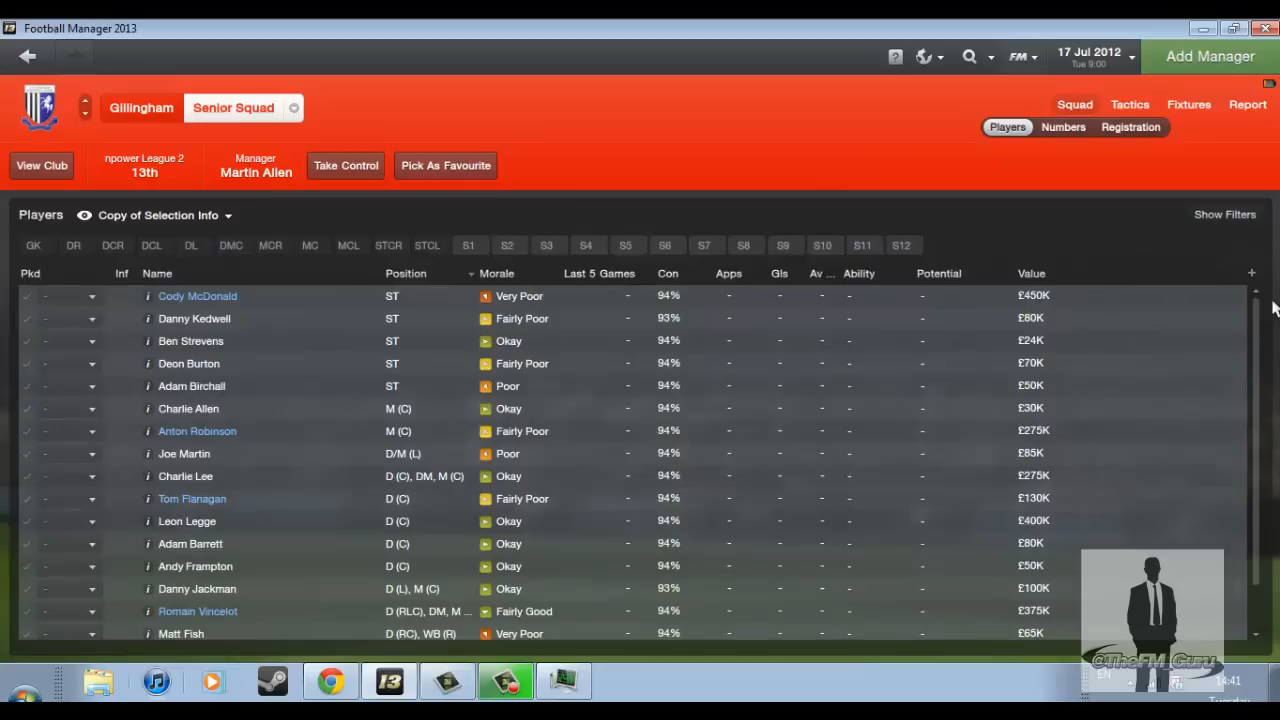 Football Manager 2013
FM 17 Jul 2012 Add Manager
Tue 9:00
Gillingham Senior Squad
Squad Tactics Fixtures Report
Players Numbers Registration
View Club npower League 2 13th Manager Martin Allen Take Control Pick As Favourite
Players Copy of Selection Info Show Filters
GK DR DCR DCL DL DMC MCR MC MCL STCR STCL S1 S2 S3 S4 S5 S6 S7 S8 S9 S10 S11 S12
Pkd Inf Name Position Morale Last 5 Games Con Apps Gls Av ... Ability Potential Value +
- i Cody McDonald ST Very Poor - 94% - - - - - £450K
- i Danny Kedwell ST Fairly Poor - 93% - - - - - £80K
- i Ben Strevens ST Okay - 94% - - - - - £24K
- i Deon Burton ST Fairly Poor - 94% - - - - - £70K
- i Adam Birchall ST Poor - 94% - - - - - £50K
- i Charlie Allen M (C) Okay - 94% - - - - - £30K
- i Anton Robinson M (C) Fairly Poor - 94% - - - - - £275K
- i Joe Martin D/M (L) Poor - 94% - - - - - £85K
- i Charlie Lee D (C), DM, M (C) Okay - 94% - - - - - £275K
- i Tom Flanagan D (C) Fairly Poor - 94% - - - - - £130K
- i Leon Legge D (C) Okay - 94% - - - - - £400K
- i Adam Barrett D (C) Okay - 94% - - - - - £80K
- i Andy Frampton D (C) Okay - 94% - - - - - £50K
- i Danny Jackman D (L), M (C) Okay - 93% - - - - - £100K
- i Romain Vincelot D (RLC), DM, M ... Fairly Good - 94% - - - - - £375K
- i Matt Fish D (RC), WB (R) Very Poor - 94% - - - - - £65K
@TheFM_Guru
13 EN 14:41
Tuesday